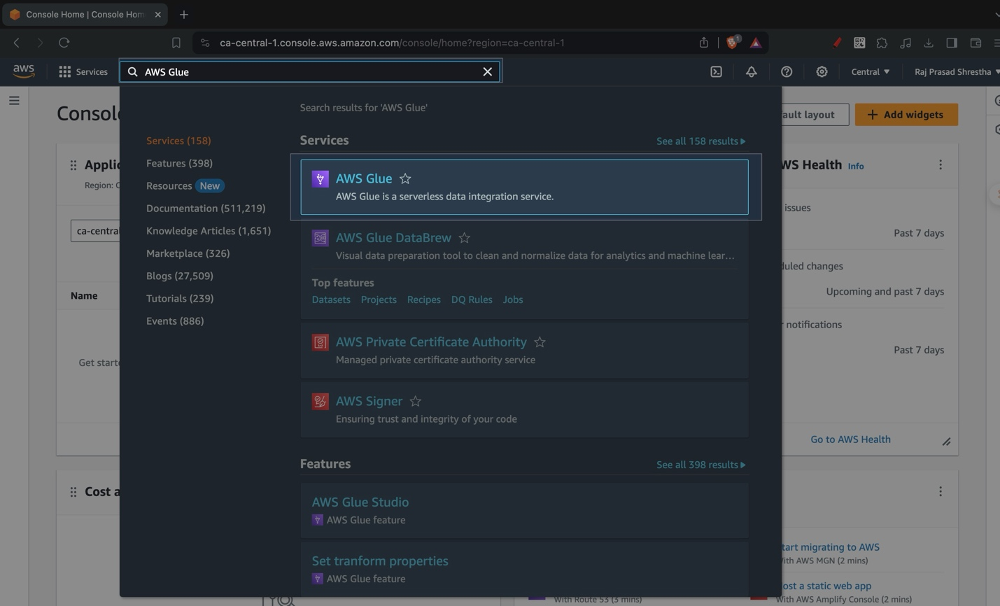 Console Home | Console Hom
ca-central-1.console.aws.amazon.com/console/home?region=ca-central-1
1
aws
Services
AWS Glue
Central
Raj Prasad Shrestha
Search results for 'AWS Glue'
Services (158)
Features (398)
Resources New
Documentation (511,219)
Knowledge Articles (1,651)
Marketplace (326)
Blogs (27,509)
Tutorials (239)
Events (886)
Services
See all 158 results
AWS Glue
AWS Glue is a serverless data integration service.
AWS Glue DataBrew
Visual data preparation tool to clean and normalize data for analytics and machine lear...
Top features
Datasets Projects Recipes DQ Rules Jobs
AWS Private Certificate Authority
Managed private certificate authority service
AWS Signer
Ensuring trust and integrity of your code
Features
See all 398 results
AWS Glue Studio
AWS Glue feature
Set tranform properties
AWS Glue feature
Consol
Applic
Region: C
ca-central
Name
Get starte
Cost a
ault layout
Add widgets
WS Health Info
issues
Past 7 days
duled changes
Upcoming and past 7 days
r notifications
Past 7 days
Go to AWS Health
tart migrating to AWS
With AWS MGN (2 mins)
ost a static web app
With AWS Amplify Console (2 mins)
With Route 53 (3 mins)